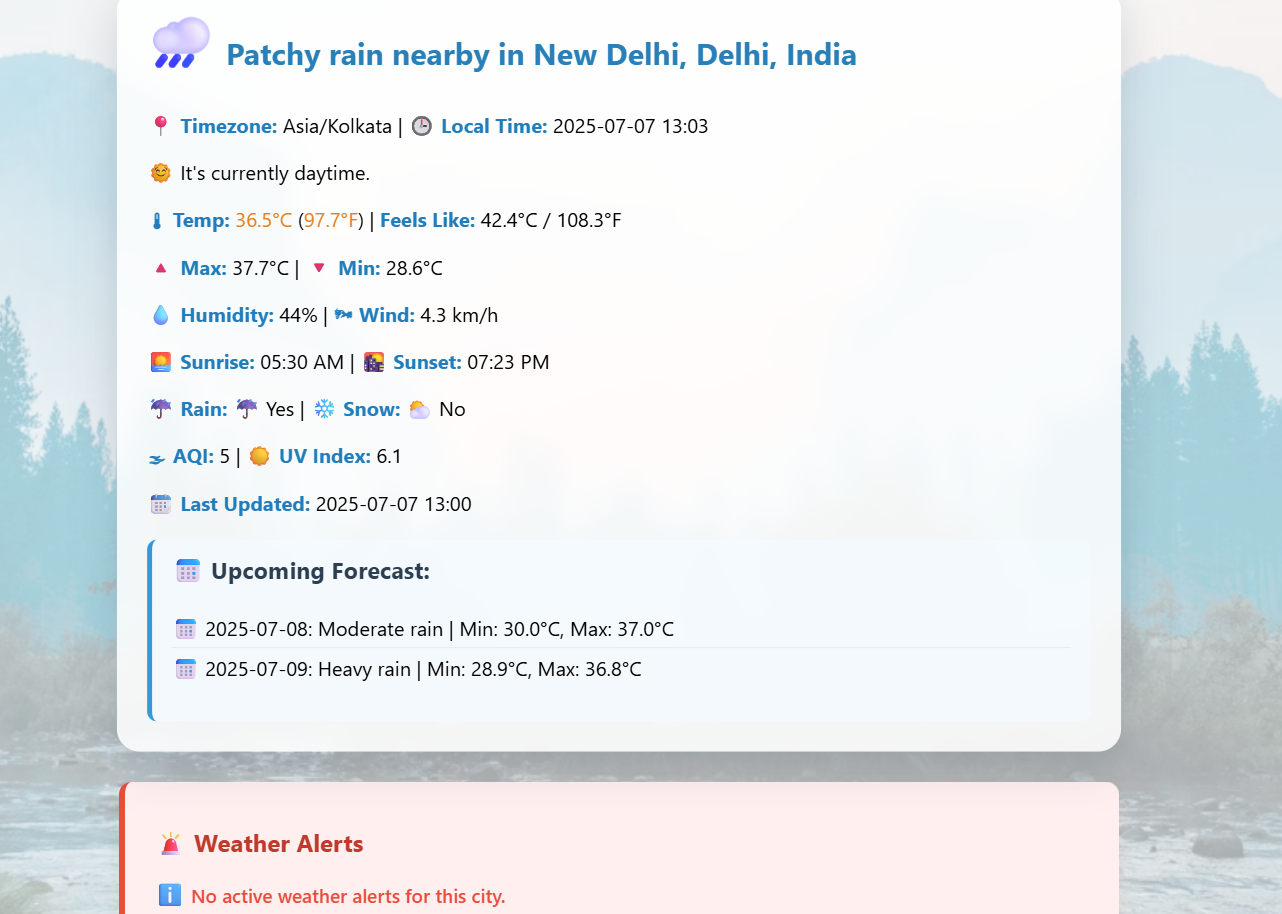 Patchy rain nearby in New Delhi, Delhi, India
Timezone: Asia/Kolkata | Local Time: 2025-07-07 13:03
It's currently daytime.
Temp: 36.5°C (97.7°F) | Feels Like: 42.4°C / 108.3°F
Max: 37.7°C | Min: 28.6°C
Humidity: 44% | Wind: 4.3 km/h
Sunrise: 05:30 AM | Sunset: 07:23 PM
Rain: Yes | Snow: No
AQI: 5 | UV Index: 6.1
Last Updated: 2025-07-07 13:00
Upcoming Forecast:
2025-07-08: Moderate rain | Min: 30.0°C, Max: 37.0°C
2025-07-09: Heavy rain | Min: 28.9°C, Max: 36.8°C
Weather Alerts
No active weather alerts for this city.